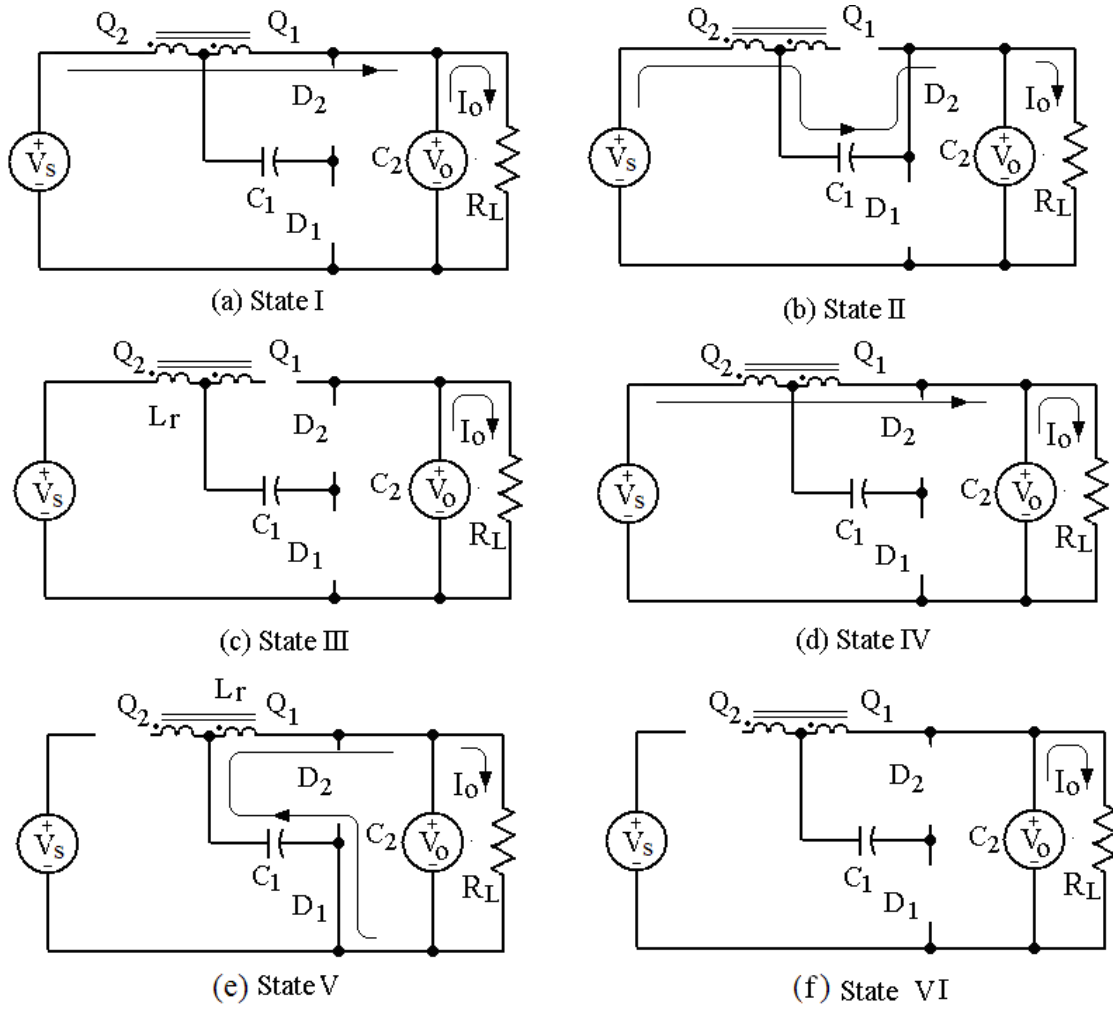 Q2 Q1
D2
Io
+
Vs
-
C1
D1
C2
+
Vo
-
RL
(a) State I
Q2 Q1
D2
Io
+
Vs
-
C1
D1
C2
+
Vo
-
RL
(b) State II
Q2 Q1
Lr
D2
Io
+
Vs
-
C1
D1
C2
+
Vo
-
RL
(c) State III
Q2 Q1
D2
Io
+
Vs
-
C1
D1
C2
+
Vo
-
RL
(d) State IV
Lr
Q2 Q1
D2
Io
+
Vs
-
C1
D1
C2
+
Vo
-
RL
(e) State V
Q2 Q1
D2
Io
+
Vs
-
C1
D1
C2
+
Vo
-
RL
(f) State VI